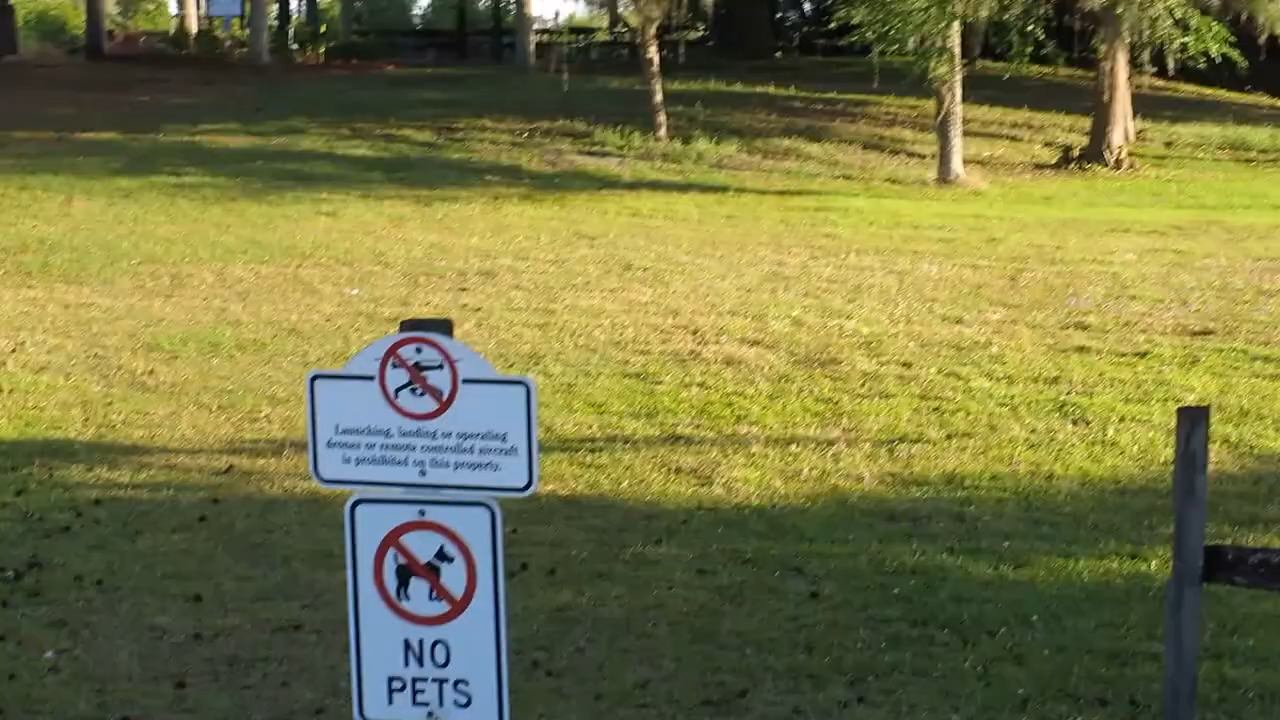 Launching, landing or operating
drones or remote controlled aircraft
is prohibited on this property.
NO
PETS